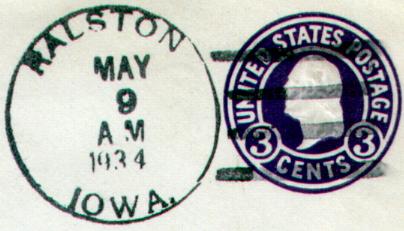 RALSTON
MAY
9
A M
1934
IOWA.
UNITED STATES POSTAGE
3 CENTS 3